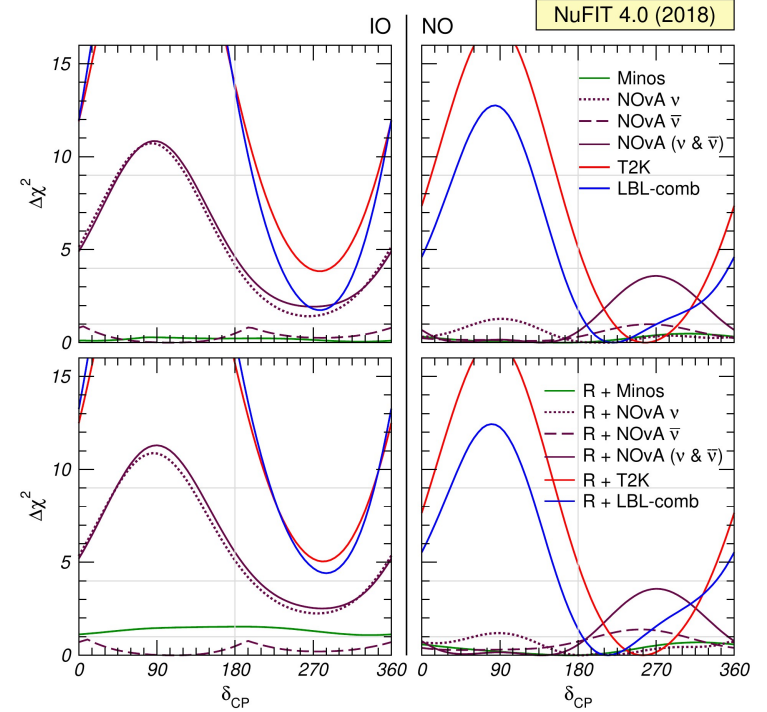 NuFIT 4.0 (2018)
IO
NO
15
10
5
0
Δχ²
Minos
NOvA ν
NOvA ν̅
NOvA (ν & ν̅)
T2K
LBL-comb
15
10
5
0
Δχ²
R + Minos
R + NOvA ν
R + NOvA ν̅
R + NOvA (ν & ν̅)
R + T2K
R + LBL-comb
0 90 180 270 360
0 90 180 270 360
δCP
δCP